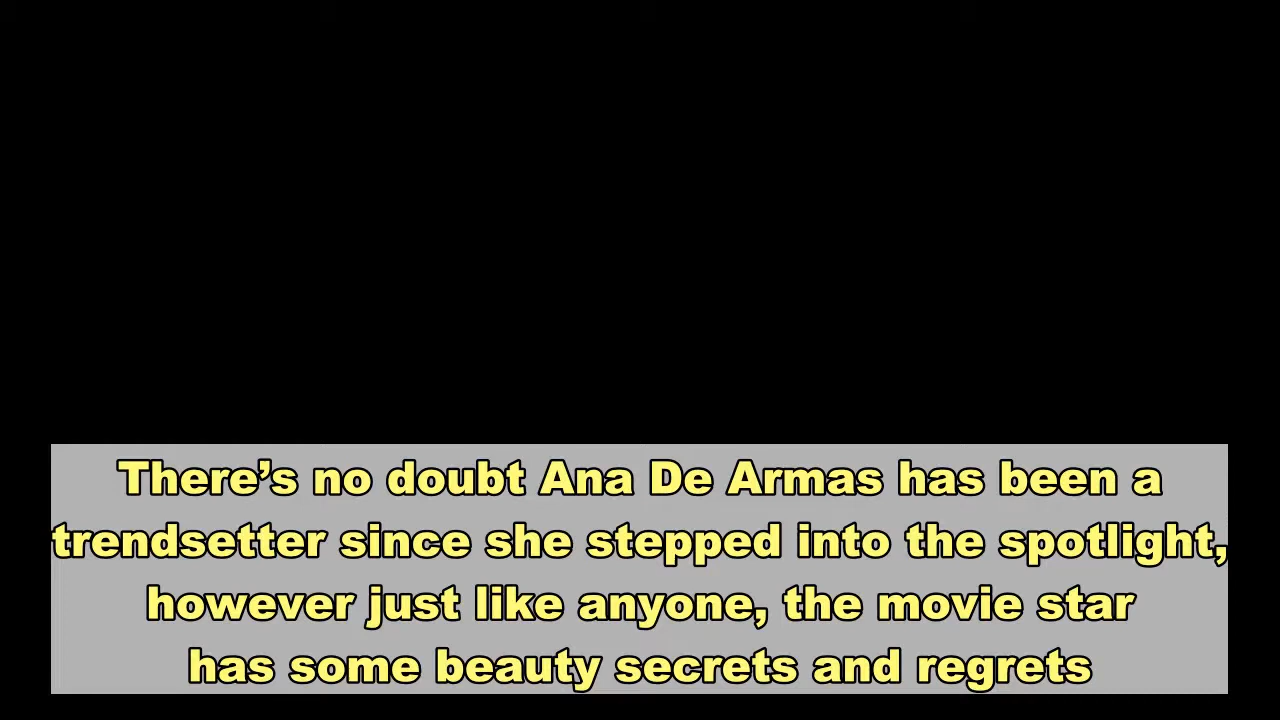 There’s no doubt Ana De Armas has been a
trendsetter since she stepped into the spotlight,
however just like anyone, the movie star
has some beauty secrets and regrets